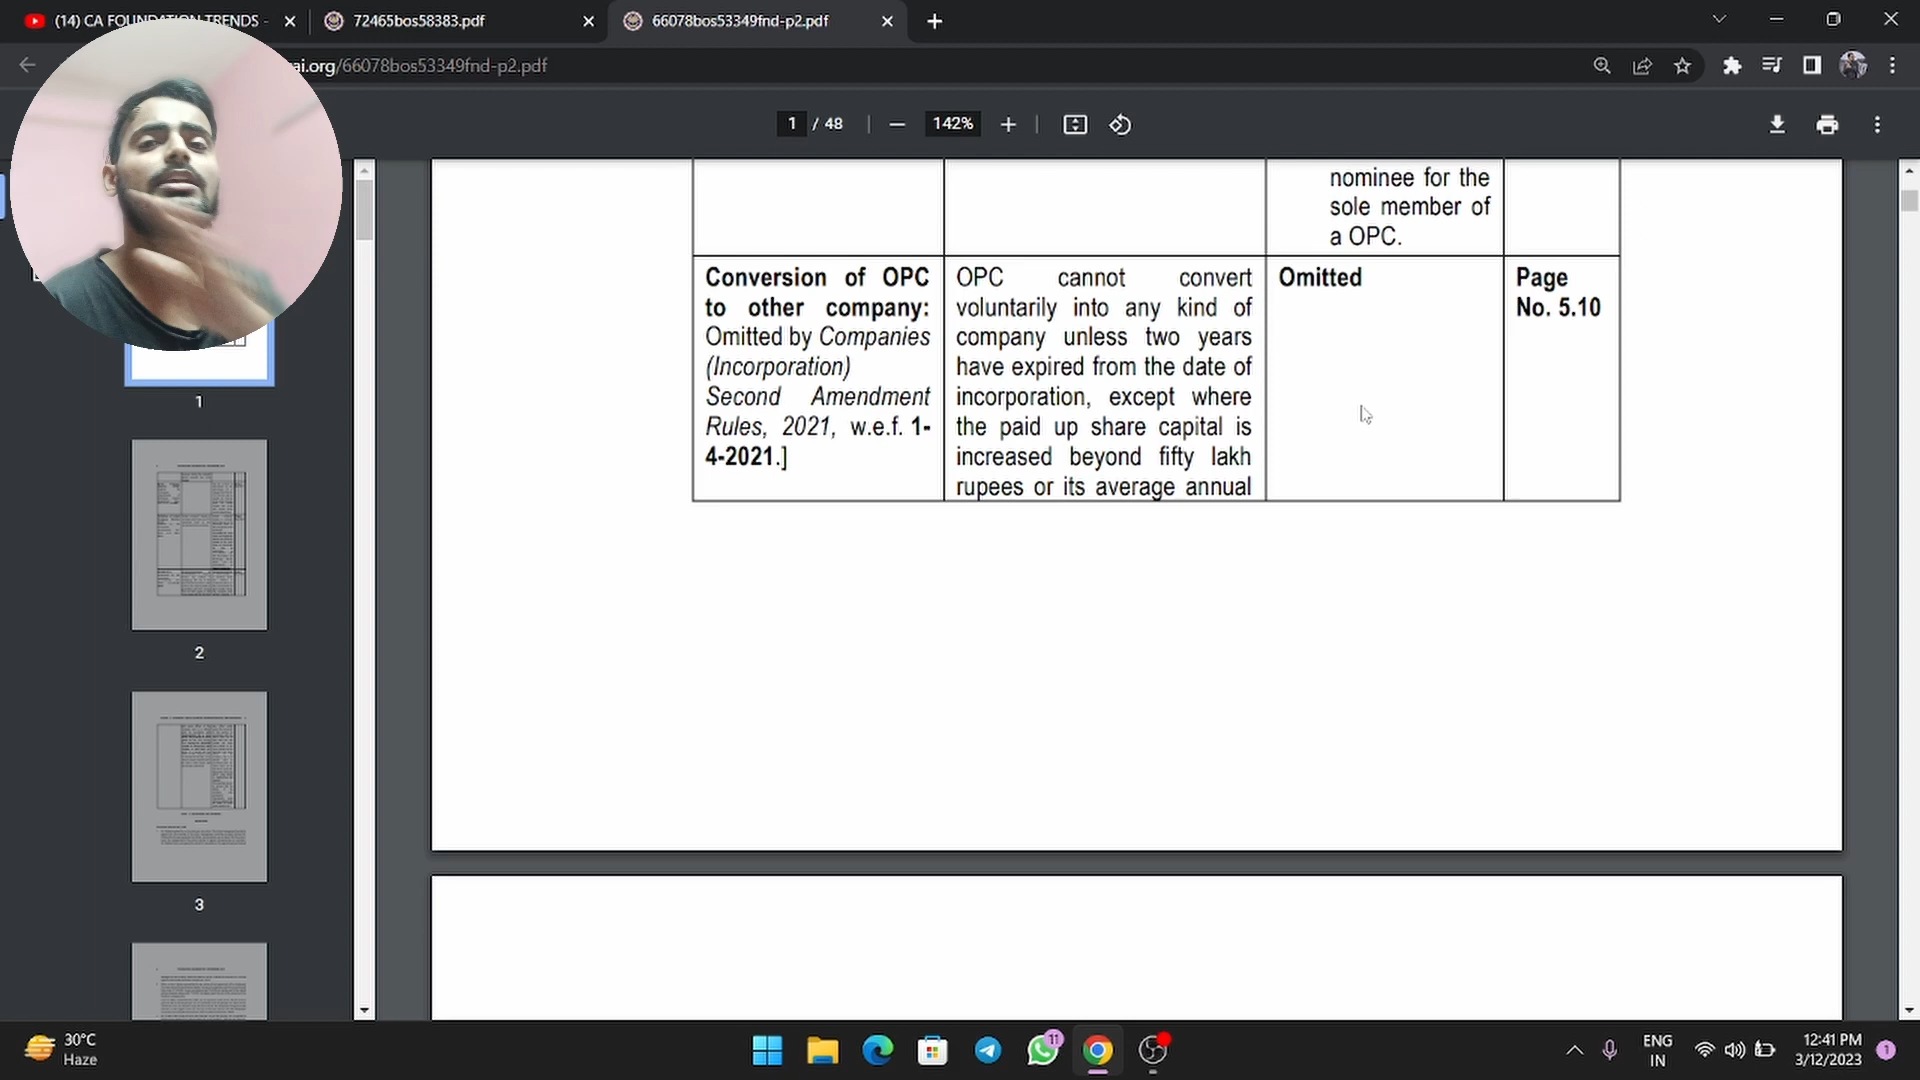 (14) CA FOUNDATION TRENDS -
72465bos58383.pdf
66078bos53349fnd-p2.pdf
ai.org/66078bos53349fnd-p2.pdf
1 / 48
142%
nominee for the
sole member of
a OPC.
Conversion of OPC
to other company:
Omitted by Companies
(Incorporation)
Second Amendment
Rules, 2021, w.e.f. 1-
4-2021.]
OPC cannot convert
voluntarily into any kind of
company unless two years
have expired from the date of
incorporation, except where
the paid up share capital is
increased beyond fifty lakh
rupees or its average annual
Omitted
Page
No. 5.10
1
2
3
30°C
Haze
11
ENG
IN
12:41 PM
3/12/2023
1